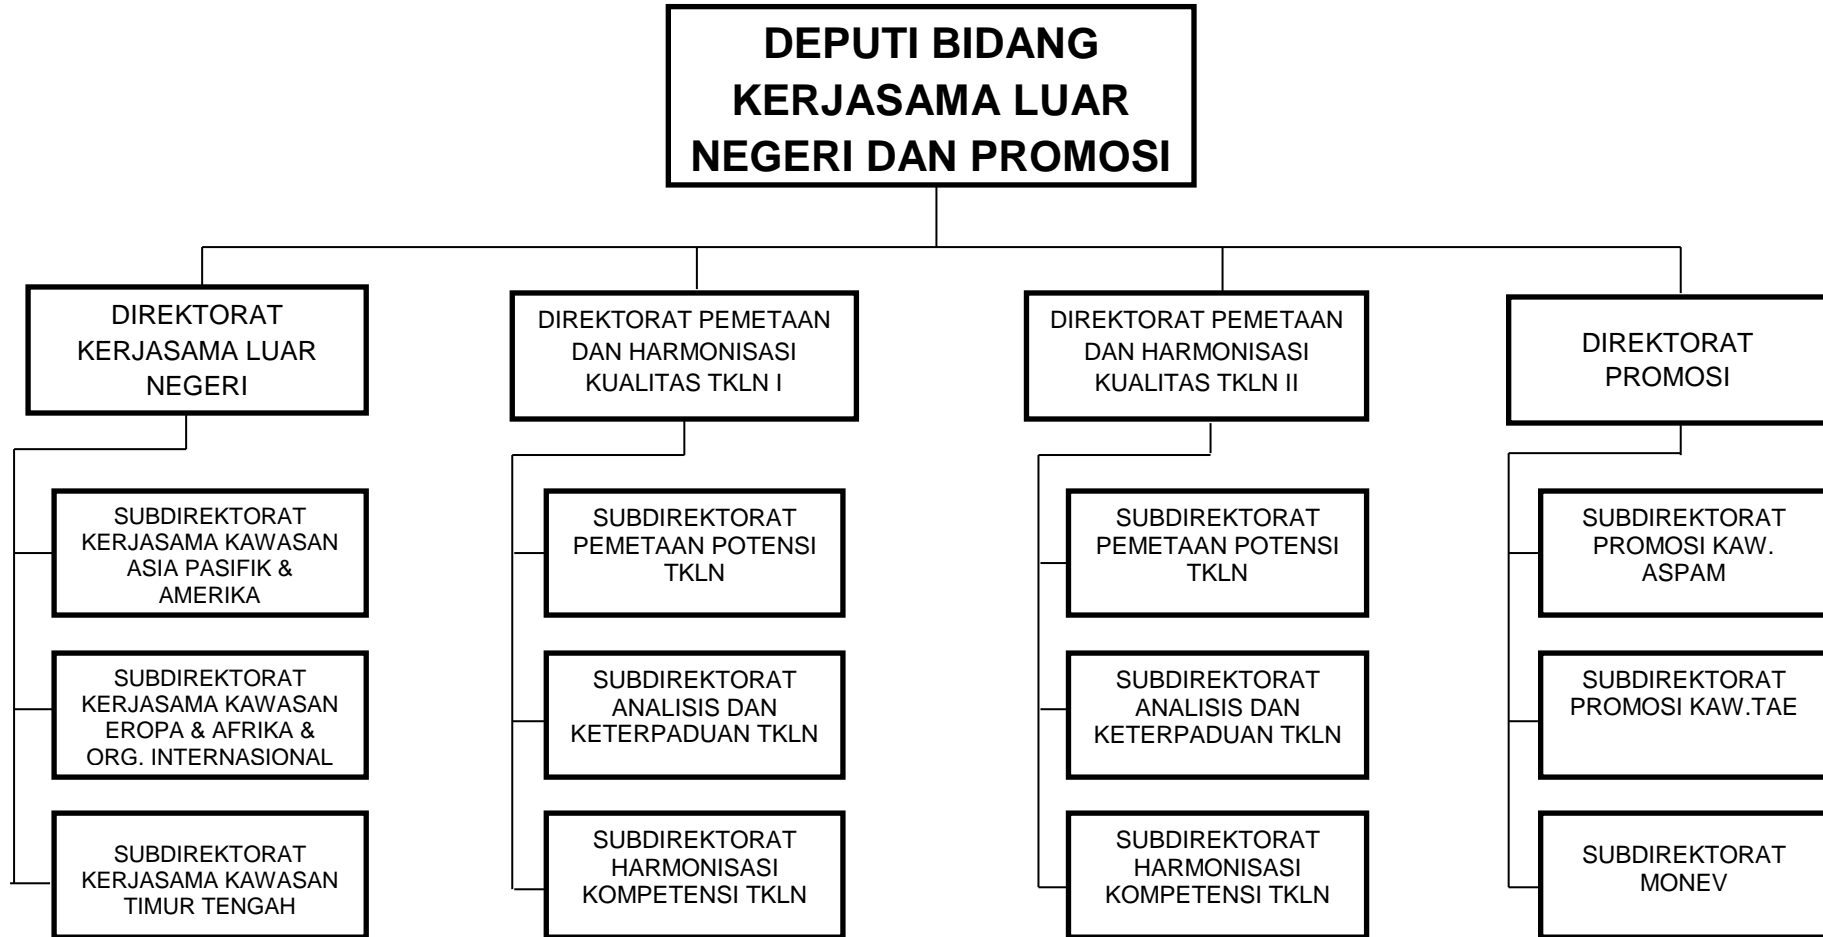 DEPUTI BIDANG
KERJASAMA LUAR
NEGERI DAN PROMOSI
DIREKTORAT
KERJASAMA LUAR
NEGERI
DIREKTORAT PEMETAAN
DAN HARMONISASI
KUALITAS TKLN I
DIREKTORAT PEMETAAN
DAN HARMONISASI
KUALITAS TKLN II
DIREKTORAT
PROMOSI
SUBDIREKTORAT
KERJASAMA KAWASAN
ASIA PASIFIK &
AMERIKA
SUBDIREKTORAT
PEMETAAN POTENSI
TKLN
SUBDIREKTORAT
PEMETAAN POTENSI
TKLN
SUBDIREKTORAT
PROMOSI KAW.
ASPAM
SUBDIREKTORAT
KERJASAMA KAWASAN
EROPA & AFRIKA &
ORG. INTERNASIONAL
SUBDIREKTORAT
ANALISIS DAN
KETERPADUAN TKLN
SUBDIREKTORAT
ANALISIS DAN
KETERPADUAN TKLN
SUBDIREKTORAT
PROMOSI KAW.TAE
SUBDIREKTORAT
KERJASAMA KAWASAN
TIMUR TENGAH
SUBDIREKTORAT
HARMONISASI
KOMPETENSI TKLN
SUBDIREKTORAT
HARMONISASI
KOMPETENSI TKLN
SUBDIREKTORAT
MONEV